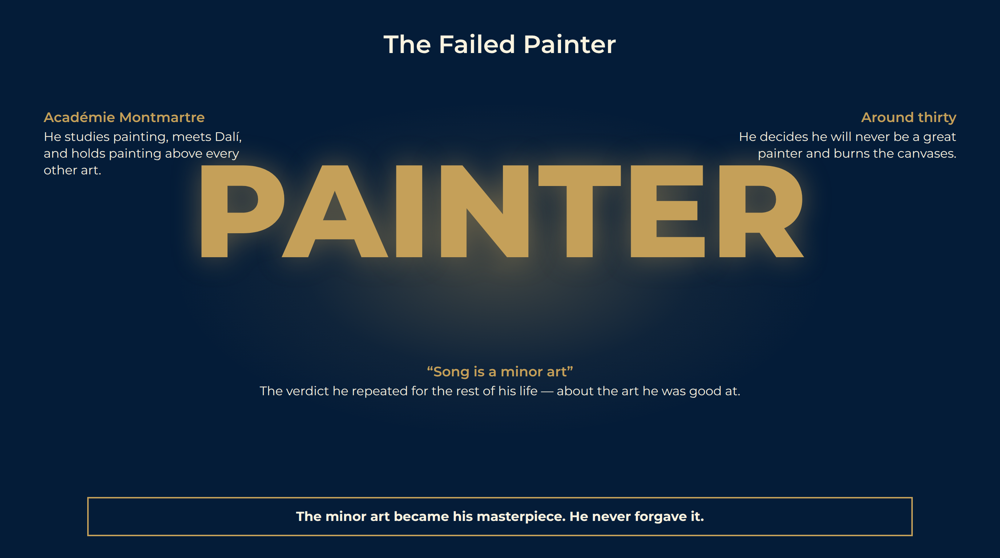 The Failed Painter
Académie Montmartre
He studies painting, meets Dalí,
and holds painting above every
other art.
Around thirty
He decides he will never be a great
painter and burns the canvases.
PAINTER
“Song is a minor art”
The verdict he repeated for the rest of his life — about the art he was good at.
The minor art became his masterpiece. He never forgave it.